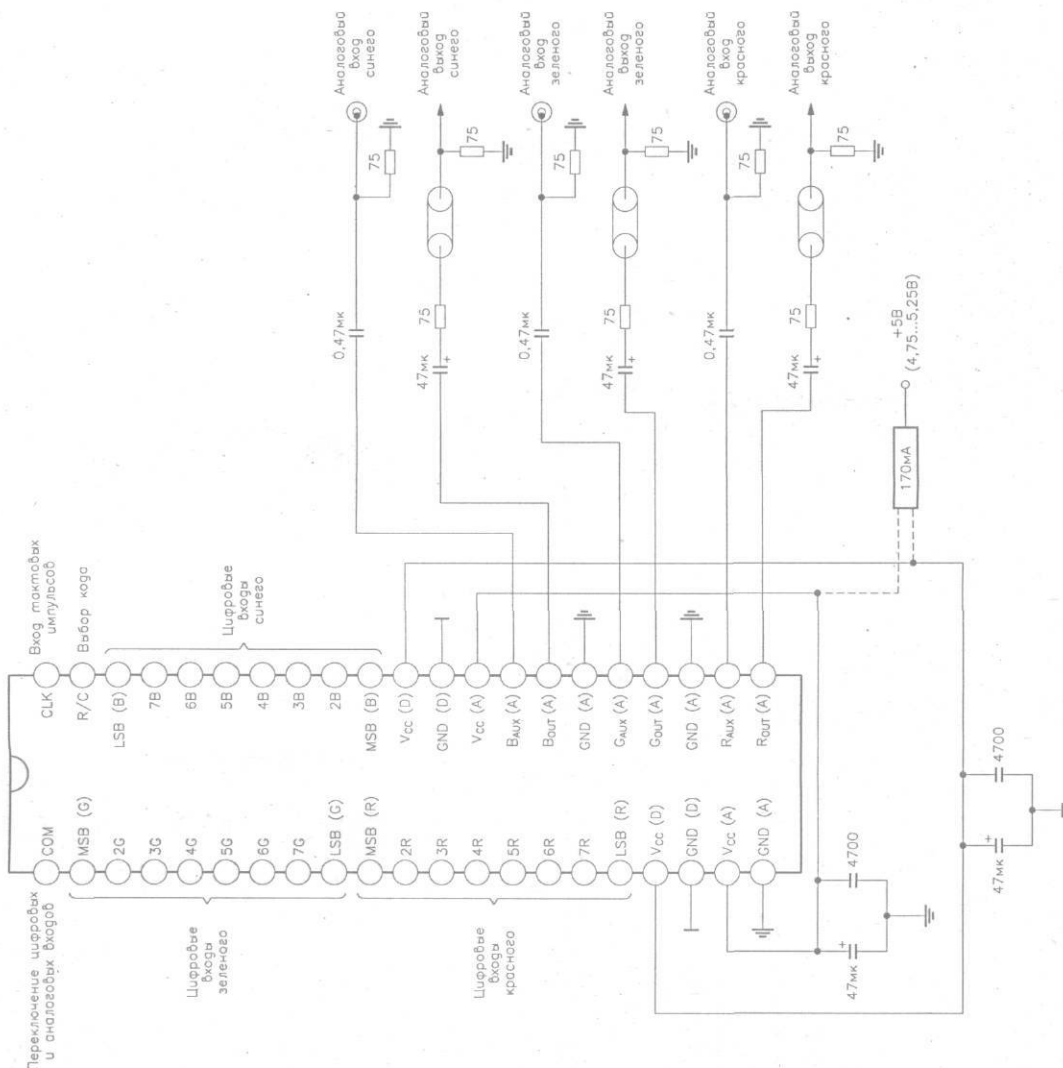 Аналоговый
вход
синего
Аналоговый
выход
синего
Аналоговый
вход
зеленого
Аналоговый
выход
зеленого
Аналоговый
вход
красного
Аналоговый
выход
красного
75
75
75
75
75
75
0,47мк
75
47мк
+
0,47мк
75
47мк
+
0,47мк
75
47мк
+
+5В
(4,75...5,25В)
170мА
Вход тактовых
импульсов
Выбор кода
Цифровые
входы
синего
CLK
R/C
LSB (B)
7B
6B
5B
4B
3B
2B
MSB (B)
Vcc (D)
GND (D)
Vcc (A)
BAUX (A)
BOUT (A)
GND (A)
GAUX (A)
GOUT (A)
GND (A)
RAUX (A)
ROUT (A)
COM
MSB (G)
2G
3G
4G
5G
6G
7G
LSB (G)
MSB (R)
2R
3R
4R
5R
6R
7R
LSB (R)
Vcc (D)
GND (D)
Vcc (A)
GND (A)
Переключение цифровых
и аналоговых входов
Цифровые
входы
зеленого
Цифровые
входы
красного
4700
+
47мк
4700
+
47мк